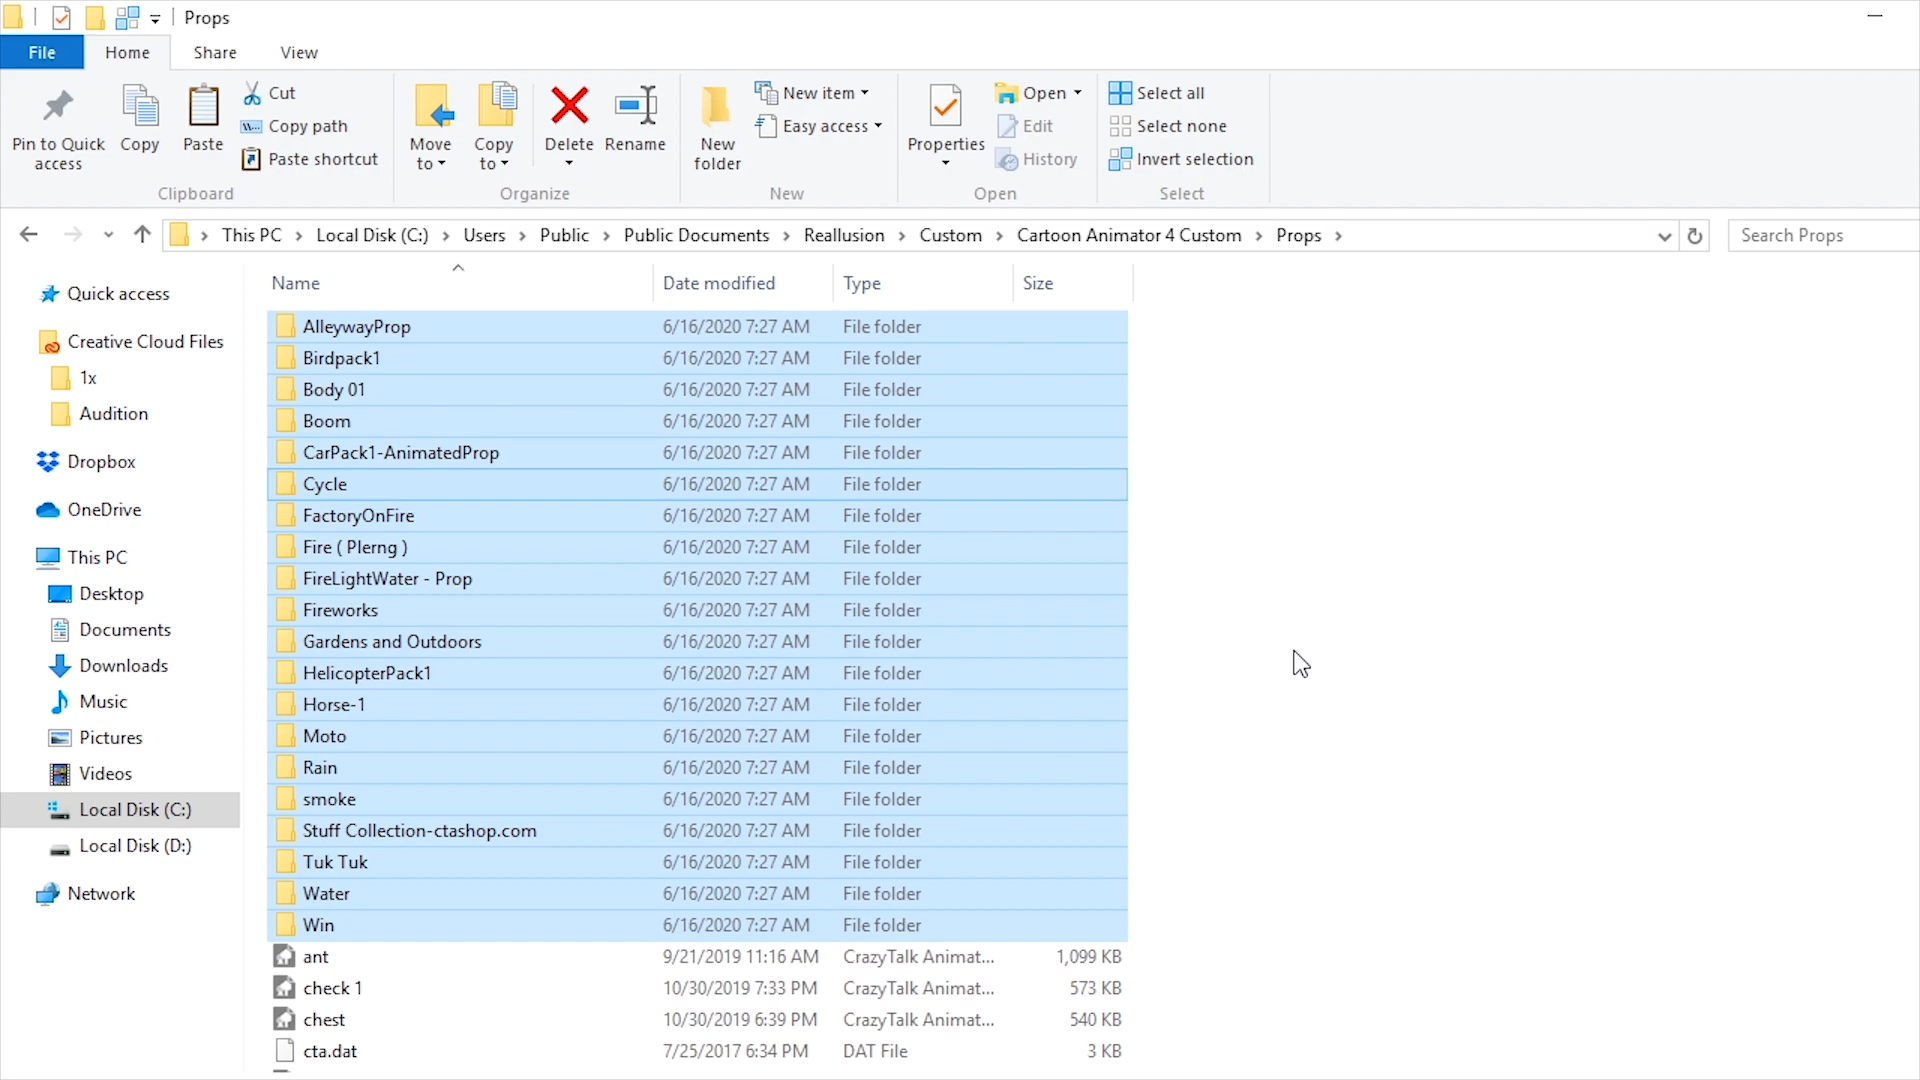 Props
File Home Share View
Pin to Quick access
Copy
Paste
Cut
Copy path
Paste shortcut
Clipboard
Move to
Copy to
Delete
Rename
Organize
New folder
New item
Easy access
New
Properties
Open
Edit
History
Open
Select all
Select none
Invert selection
Select
This PC > Local Disk (C:) > Users > Public > Public Documents > Reallusion > Custom > Cartoon Animator 4 Custom > Props >
Search Props
Quick access
Creative Cloud Files
1x
Audition
Dropbox
OneDrive
This PC
Desktop
Documents
Downloads
Music
Pictures
Videos
Local Disk (C:)
Local Disk (D:)
Network
Name Date modified Type Size
AlleywayProp 6/16/2020 7:27 AM File folder
Birdpack1 6/16/2020 7:27 AM File folder
Body 01 6/16/2020 7:27 AM File folder
Boom 6/16/2020 7:27 AM File folder
CarPack1-AnimatedProp 6/16/2020 7:27 AM File folder
Cycle 6/16/2020 7:27 AM File folder
FactoryOnFire 6/16/2020 7:27 AM File folder
Fire ( Plerng ) 6/16/2020 7:27 AM File folder
FireLightWater - Prop 6/16/2020 7:27 AM File folder
Fireworks 6/16/2020 7:27 AM File folder
Gardens and Outdoors 6/16/2020 7:27 AM File folder
HelicopterPack1 6/16/2020 7:27 AM File folder
Horse-1 6/16/2020 7:27 AM File folder
Moto 6/16/2020 7:27 AM File folder
Rain 6/16/2020 7:27 AM File folder
smoke 6/16/2020 7:27 AM File folder
Stuff Collection-ctashop.com 6/16/2020 7:27 AM File folder
Tuk Tuk 6/16/2020 7:27 AM File folder
Water 6/16/2020 7:27 AM File folder
Win 6/16/2020 7:27 AM File folder
ant 9/21/2019 11:16 AM CrazyTalk Animat... 1,099 KB
check 1 10/30/2019 7:33 PM CrazyTalk Animat... 573 KB
chest 10/30/2019 6:39 PM CrazyTalk Animat... 540 KB
cta.dat 7/25/2017 6:34 PM DAT File 3 KB